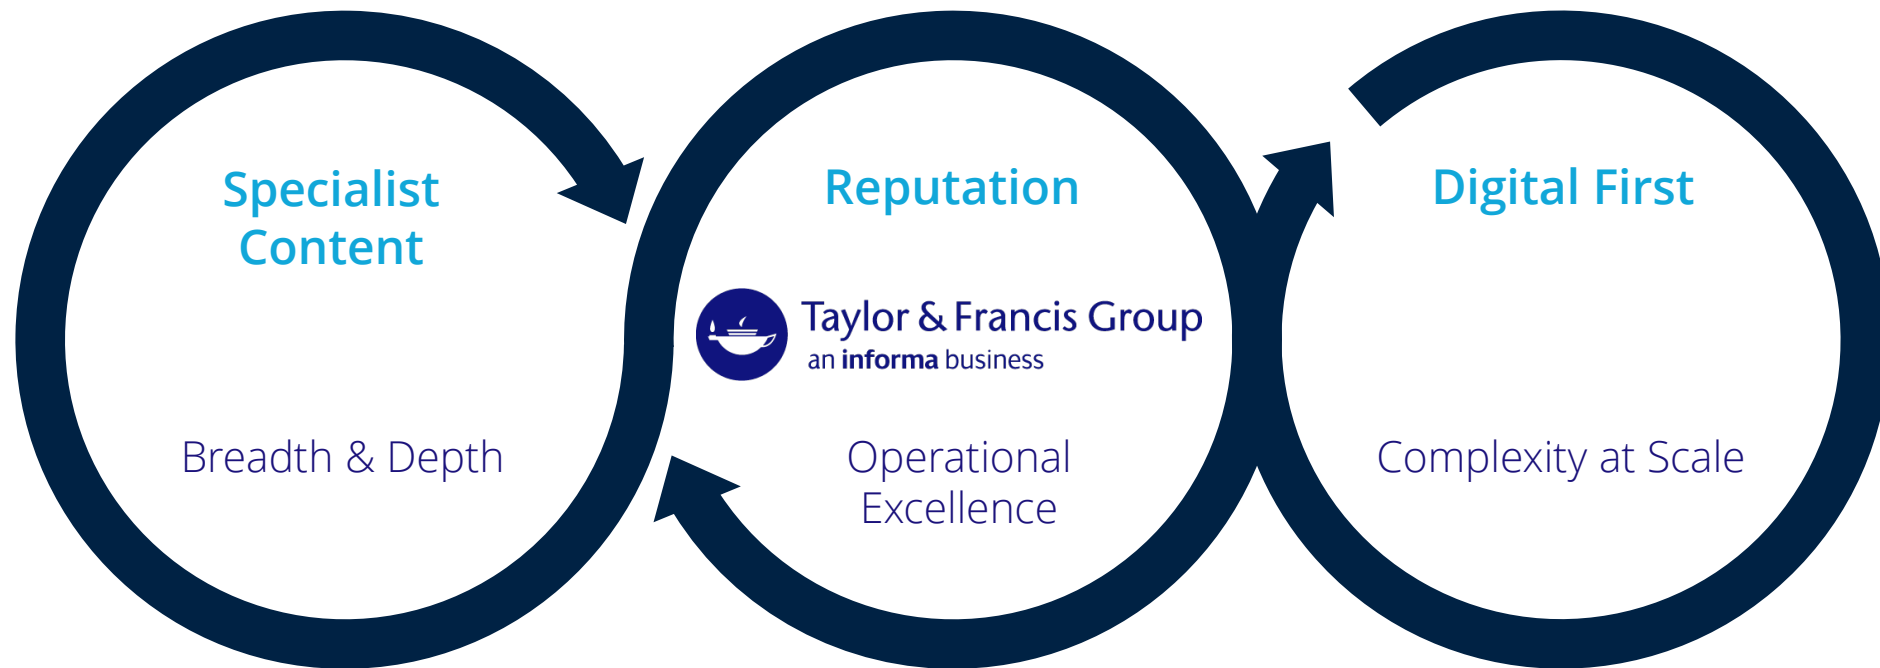 Specialist
Content
Breadth & Depth
Reputation
Taylor & Francis Group
an informa business
Operational
Excellence
Digital First
Complexity at Scale